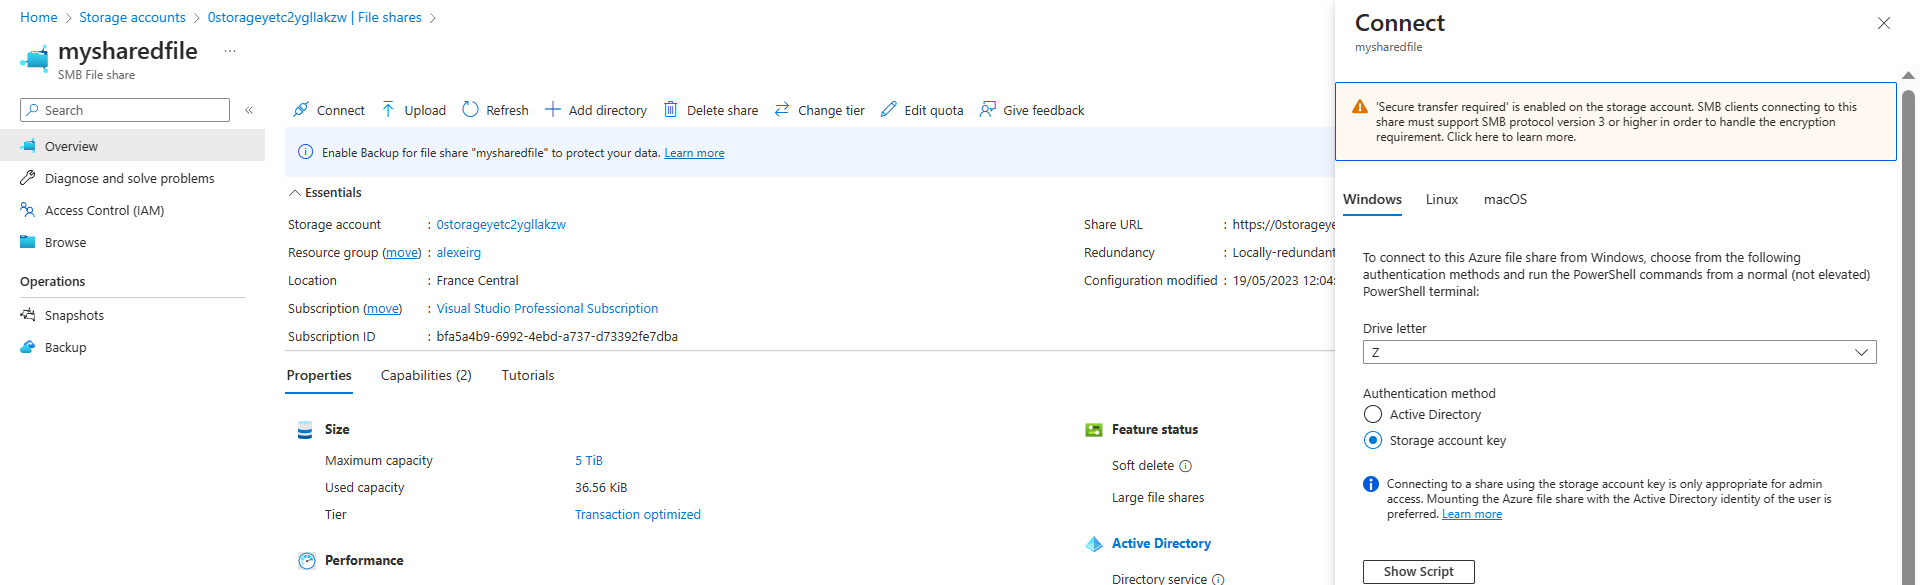 Home > Storage accounts > 0storageyetc2ygllakzw | File shares >
mysharedfile ...
SMB File share
Search «
Overview
Diagnose and solve problems
Access Control (IAM)
Browse
Operations
Snapshots
Backup
Connect Upload Refresh Add directory Delete share Change tier Edit quota Give feedback
Enable Backup for file share "mysharedfile" to protect your data. Learn more
Essentials
Storage account : 0storageyetc2ygllakzw
Resource group (move) : alexeirg
Location : France Central
Subscription (move) : Visual Studio Professional Subscription
Subscription ID : bfa5a4b9-6992-4ebd-a737-d73392fe7dba
Share URL : https://0storageye
Redundancy : Locally-redundant
Configuration modified : 19/05/2023 12:04:
Properties Capabilities (2) Tutorials
Size
Maximum capacity 5 TiB
Used capacity 36.56 KiB
Tier Transaction optimized
Performance
Feature status
Soft delete
Large file shares
Active Directory
Directory service
Connect
mysharedfile
'Secure transfer required' is enabled on the storage account. SMB clients connecting to this
share must support SMB protocol version 3 or higher in order to handle the encryption
requirement. Click here to learn more.
Windows Linux macOS
To connect to this Azure file share from Windows, choose from the following
authentication methods and run the PowerShell commands from a normal (not elevated)
PowerShell terminal:
Drive letter
Z
Authentication method
Active Directory
Storage account key
Connecting to a share using the storage account key is only appropriate for admin
access. Mounting the Azure file share with the Active Directory identity of the user is
preferred. Learn more
Show Script